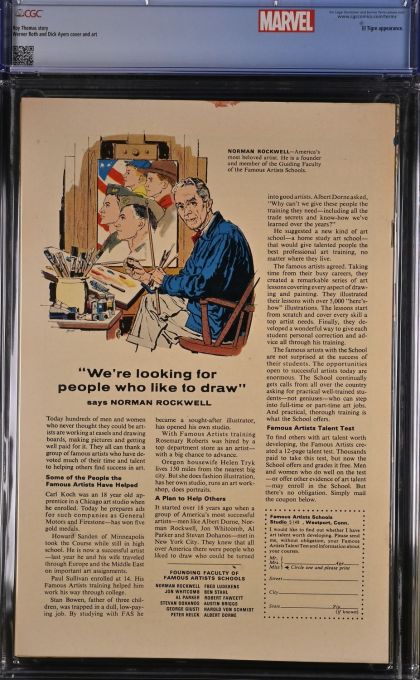 CGC
Roy Thomas story
Werner Roth and Dick Ayers cover and art
MARVEL
www.cgccomics.com
El Tigre appearance.
NORMAN ROCKWELL—America's
most beloved artist. He is a founder
and member of the Guiding Faculty
of the Famous Artists Schools.
"We're looking for
people who like to draw"
says NORMAN ROCKWELL
Today hundreds of men and women
who never thought they could be art-
ists are working at easels and drawing
boards, making pictures and getting
well paid for it. They all can thank a
group of famous artists who have de-
voted much of their time and talent
to helping others find success in art.
Some of the People the
Famous Artists Have Helped
Carl Koch was an 18 year old ap-
prentice in a Chicago art studio when
he enrolled. Today he prepares ads
for such companies as General
Motors and Firestone—has won five
gold medals.
Howard Sanden of Minneapolis
took the Course while still in high
school. He is now a successful artist
—last year he and his wife traveled
through Europe and the Middle East
on important art assignments.
Paul Sullivan enrolled at 14. His
Famous Artists training helped him
work his way through college.
Stan Bowen, father of three chil-
dren, was trapped in a dull, low-pay-
ing job. By studying with FAS he
became a sought-after illustrator,
has opened his own studio.
With Famous Artists training
Rosemary Roberts was hired by a
top department store as an artist—
with a big chance to advance.
Oregon housewife Helen Tryk
lives 150 miles from the nearest big
city. But she does fashion illustration,
has her own studio, runs an art work-
shop, does portraits.
A Plan to Help Others
It started over 18 years ago when a
group of America's most successful
artists—men like Albert Dorne, Nor-
man Rockwell, Jon Whitcomb, Al
Parker and Stevan Dohanos—met in
New York City. They knew that all
over America there were people who
liked to draw who could be turned
FOUNDING FACULTY OF
FAMOUS ARTISTS SCHOOLS
NORMAN ROCKWELL
JON WHITCOMB
AL PARKER
STEVAN DOHANOS
GEORGE GIUSTI
PETER HELCK
FRED LUDEKENS
BEN STAHL
ROBERT FAWCETT
AUSTIN BRIGGS
HAROLD VON SCHMIDT
ALBERT DORNE
into good artists. Albert Dorne asked,
"Why can't we give these people the
training they need—including all the
trade secrets and know-how we've
learned over the years?"
He suggested a new kind of art
school—a home study art school—
that would give talented people the
best professional art training, no
matter where they live.
The famous artists agreed. Taking
time from their busy careers, they
created a remarkable series of art
lessons covering every aspect of draw-
ing and painting. They illustrated
their lessons with over 5,000 "here's-
how" illustrations. The lessons start
from scratch and cover every skill a
top artist needs. Finally, they de-
veloped a wonderful way to give each
student personal correction and ad-
vice all through his training.
The famous artists with the School
are not surprised at the success of
their students. The opportunities
open to successful artists today are
enormous. The School continually
gets calls from all over the country
asking for practical well-trained stu-
dents—not geniuses—who can step
into full-time or part-time art jobs.
And practical, thorough training is
what the School offers.
Famous Artists Talent Test
To find others with art talent worth
developing, the Famous Artists cre-
ated a 12-page talent test. Thousands
paid to take this test, but now the
School offers and grades it free. Men
and women who do well on the test
—or offer other evidence of art talent
—may enroll in the School. But
there's no obligation. Simply mail
the coupon below.
Famous Artists Schools
Westport, Conn.
I would like to find out whether I have
art talent worth developing. Please send
me, without obligation, your Famous
Artists Talent Test and information about
your course.
Mr.
Mrs.
Age
Miss
Circle one and please print
Street
City
State
Zip
(if known)